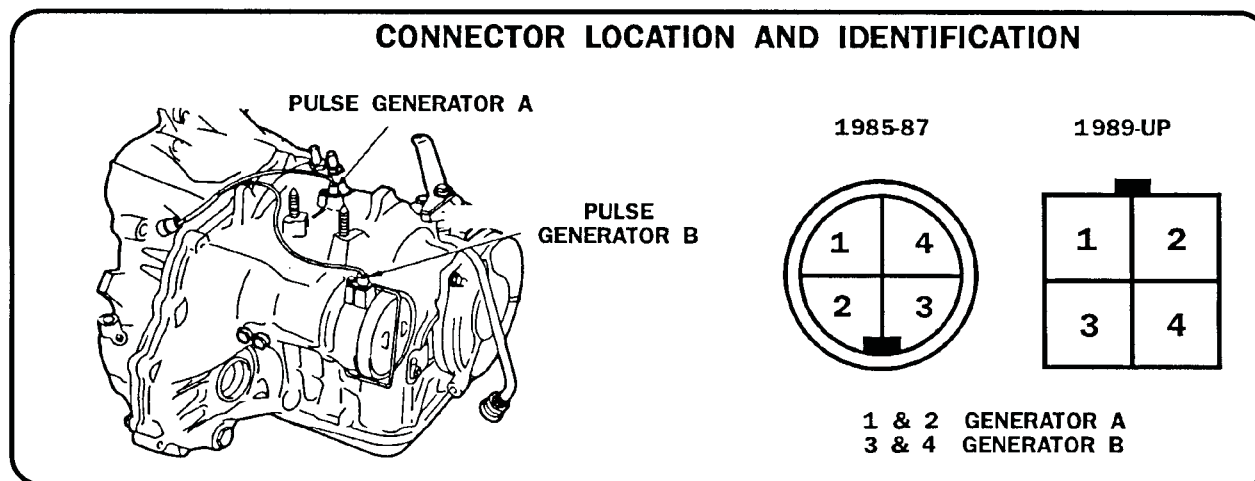 CONNECTOR LOCATION AND IDENTIFICATION
PULSE GENERATOR A
PULSE
GENERATOR B
1985-87
1 4
2 3
1989-UP
1 2
3 4
1 & 2 GENERATOR A
3 & 4 GENERATOR B